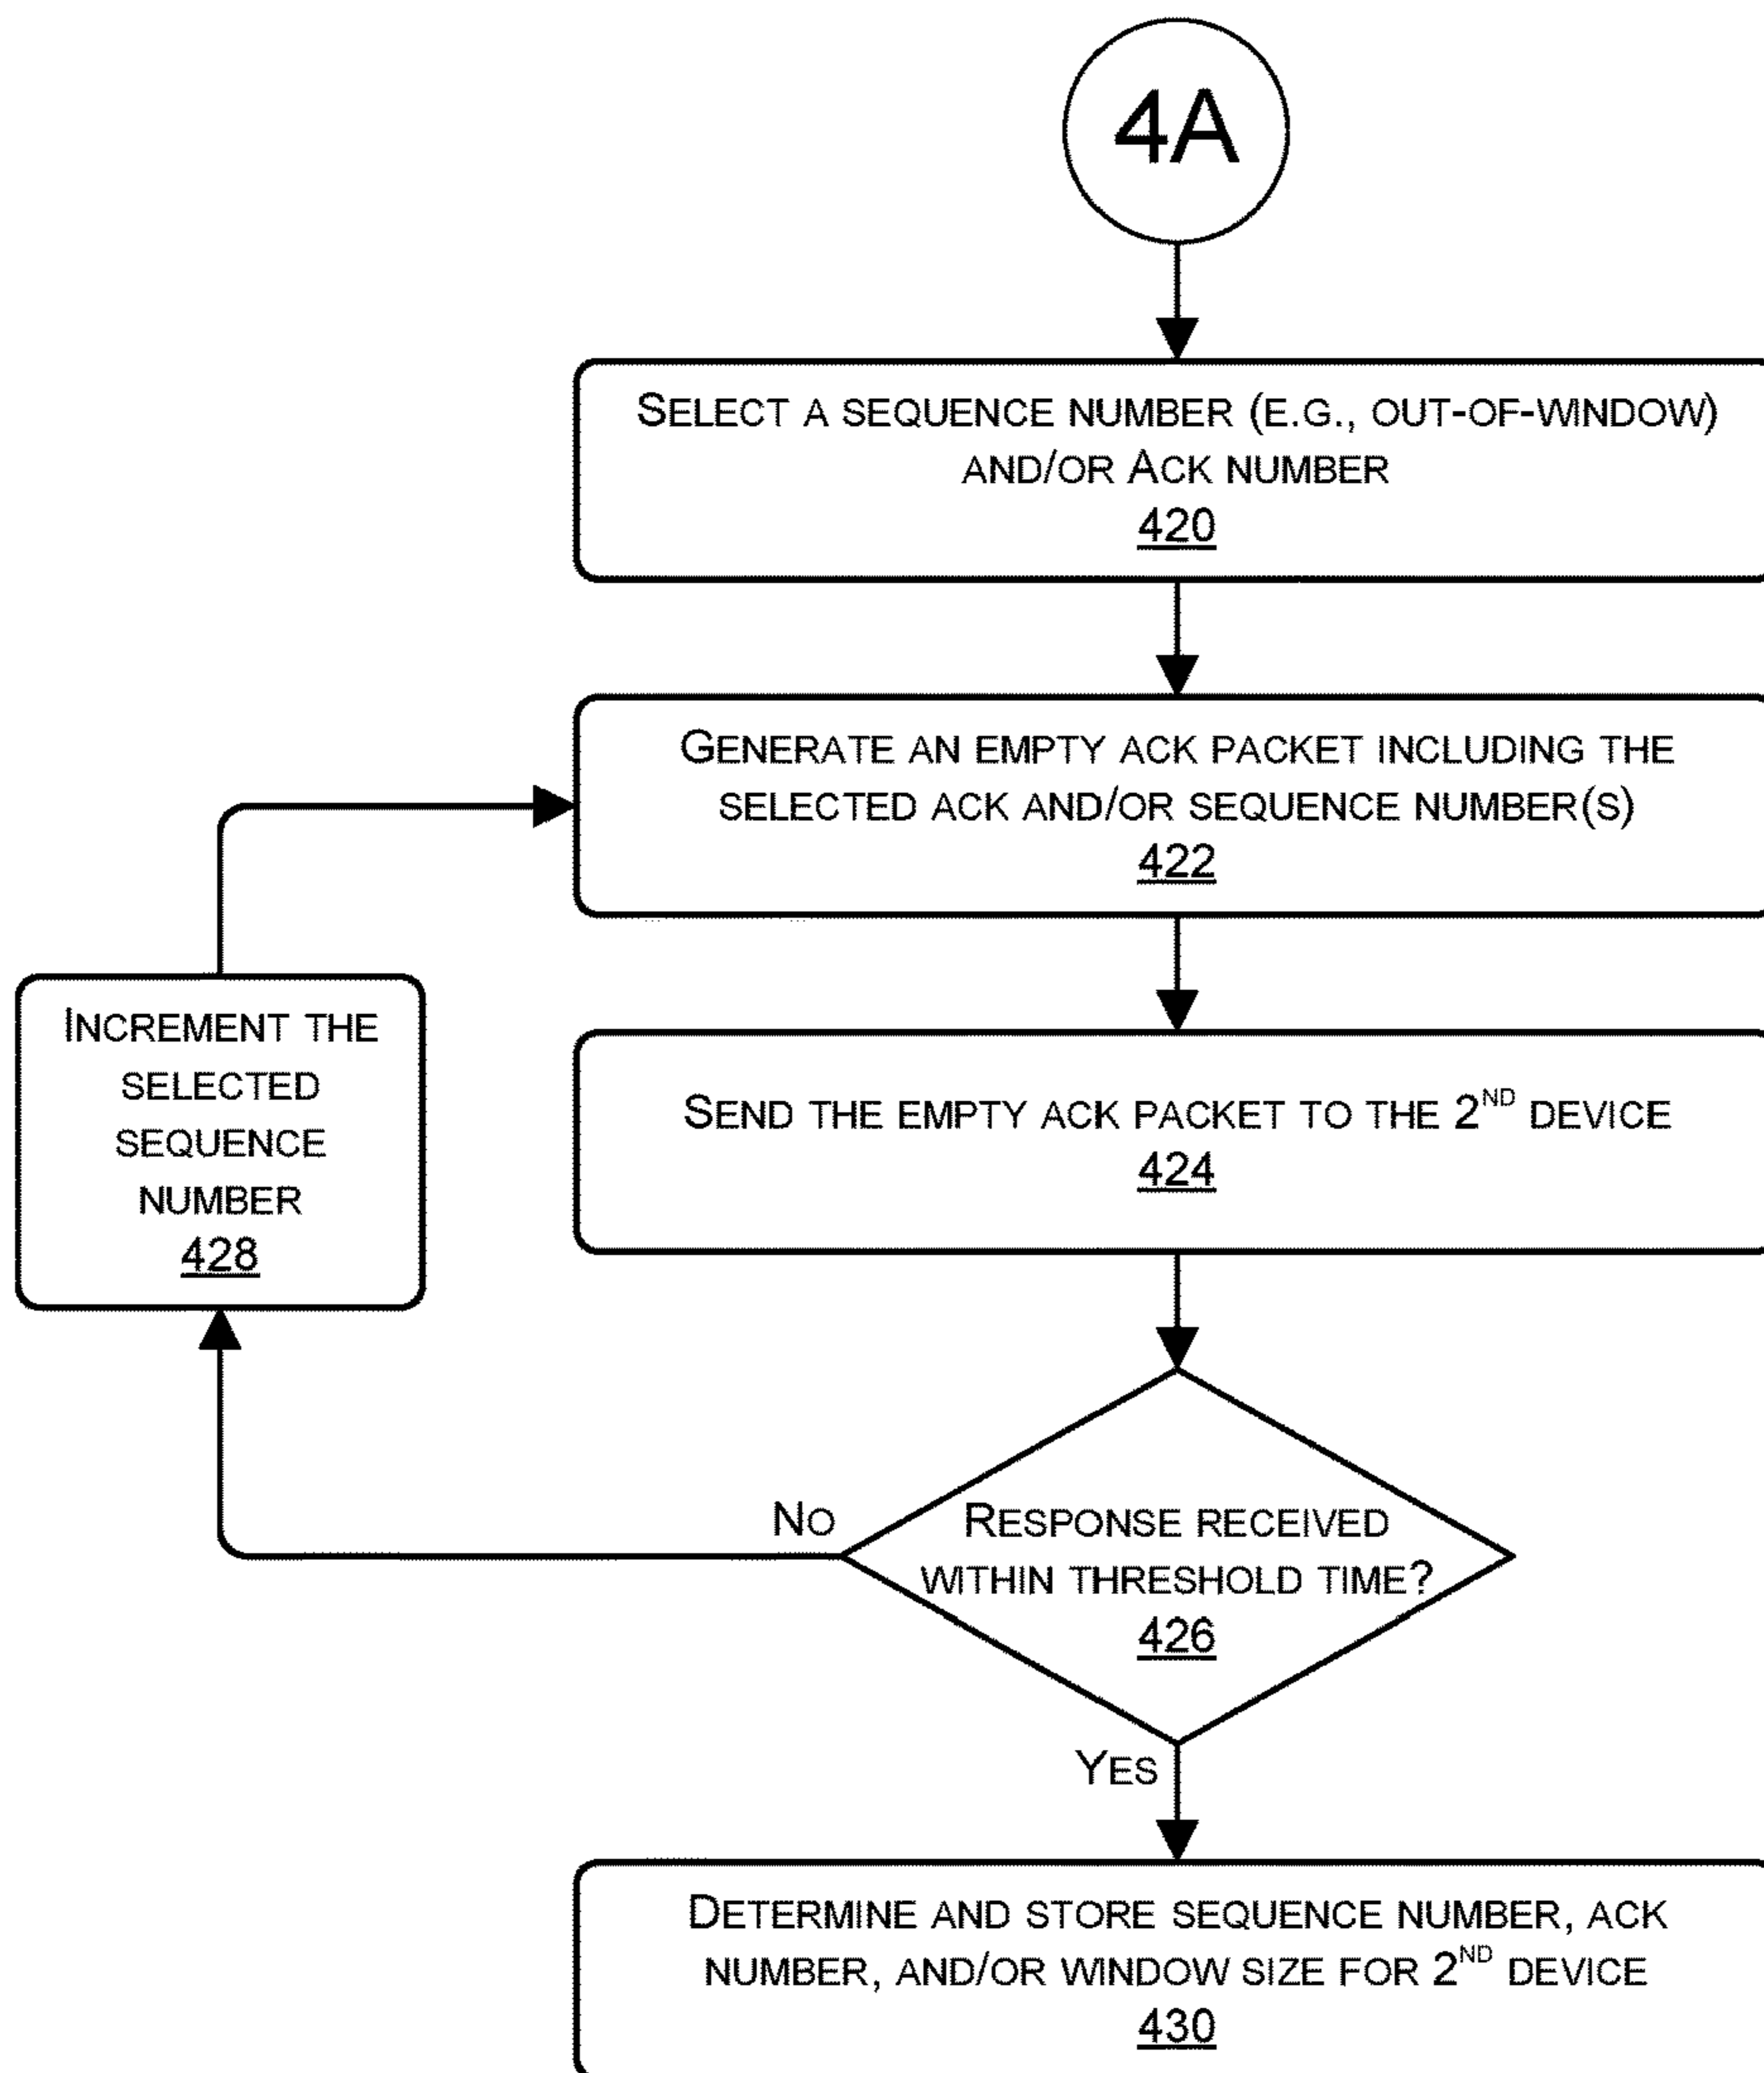 4A
SELECT A SEQUENCE NUMBER (E.G., OUT-OF-WINDOW)
AND/OR ACK NUMBER
420
GENERATE AN EMPTY ACK PACKET INCLUDING THE
SELECTED ACK AND/OR SEQUENCE NUMBER(S)
422
INCREMENT THE
SELECTED
SEQUENCE
NUMBER
428
SEND THE EMPTY ACK PACKET TO THE 2ND DEVICE
424
NO
RESPONSE RECEIVED
WITHIN THRESHOLD TIME?
426
YES
DETERMINE AND STORE SEQUENCE NUMBER, ACK
NUMBER, AND/OR WINDOW SIZE FOR 2ND DEVICE
430